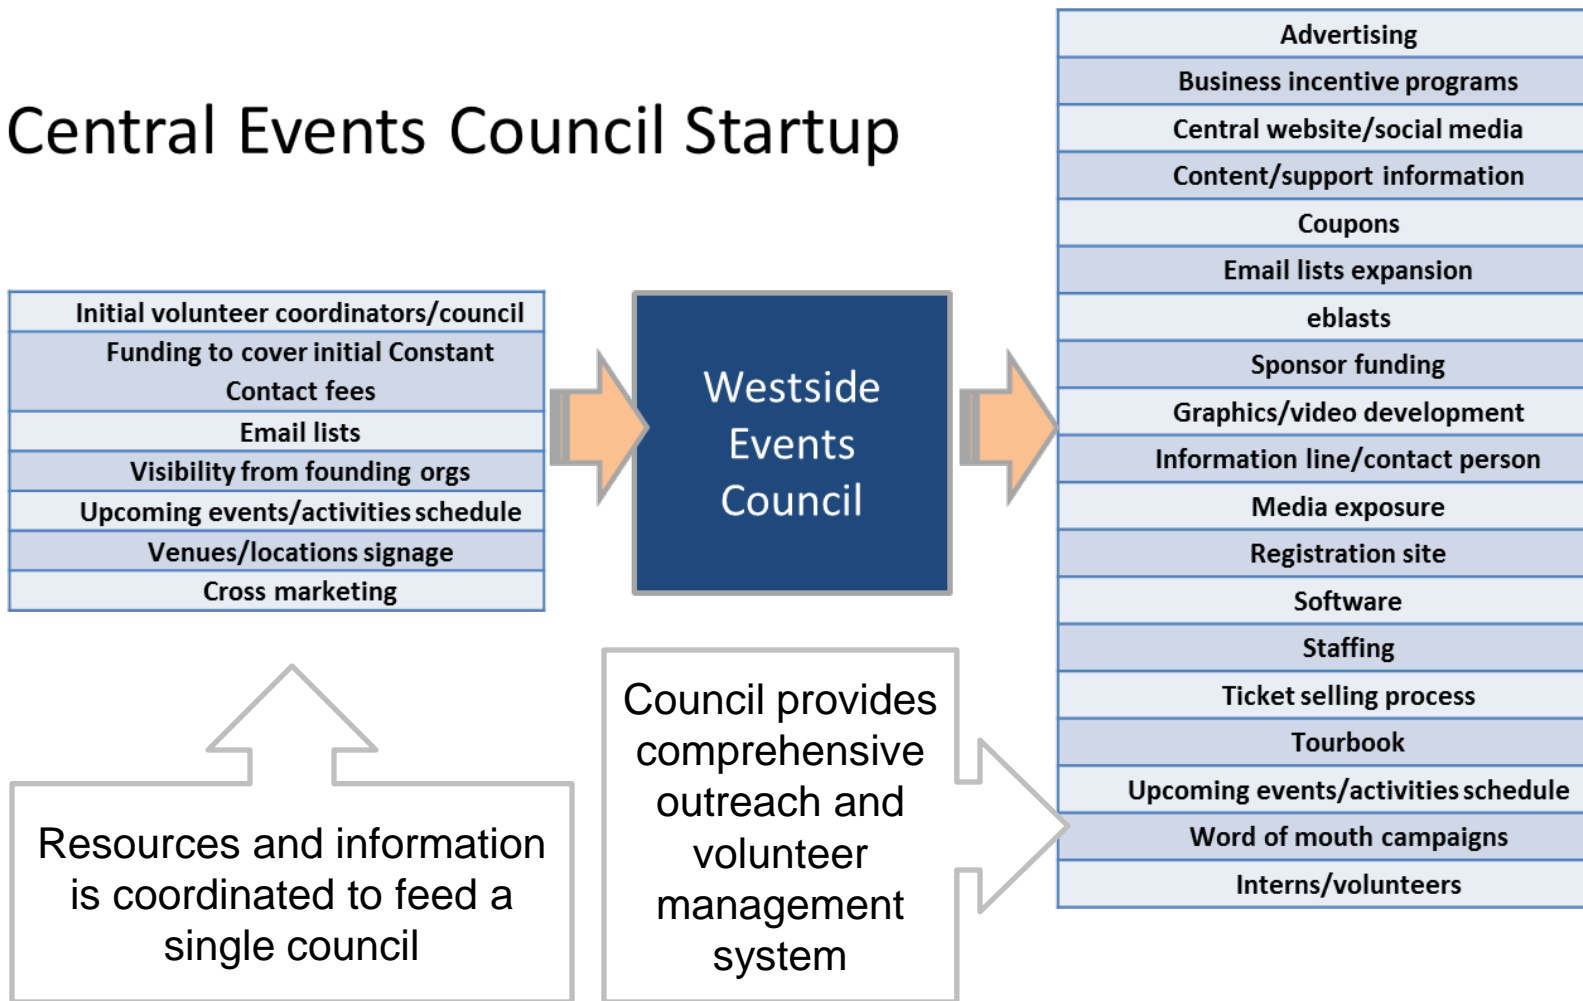 Central Events Council Startup
Initial volunteer coordinators/council
Funding to cover initial Constant
Contact fees
Email lists
Visibility from founding orgs
Upcoming events/activities schedule
Venues/locations signage
Cross marketing
Westside
Events
Council
Advertising
Business incentive programs
Central website/social media
Content/support information
Coupons
Email lists expansion
eblasts
Sponsor funding
Graphics/video development
Information line/contact person
Media exposure
Registration site
Software
Staffing
Ticket selling process
Tourbook
Upcoming events/activities schedule
Word of mouth campaigns
Interns/volunteers
Resources and information
is coordinated to feed a
single council
Council provides
comprehensive
outreach and
volunteer
management
system